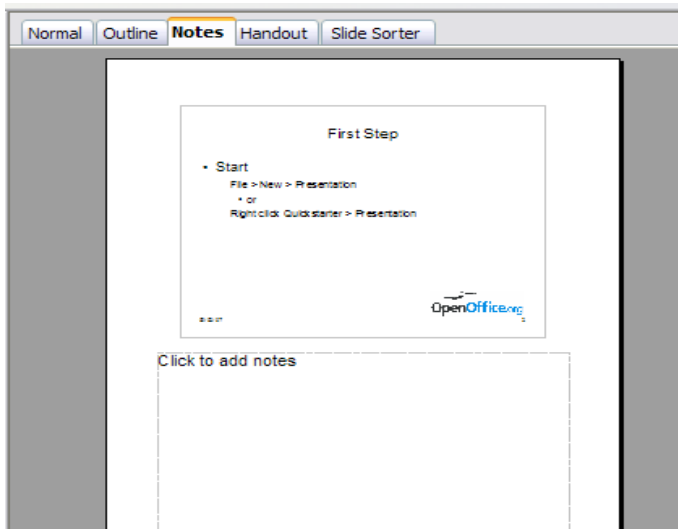 Normal Outline Notes Handout Slide Sorter
First Step
• Start
File > New > Presentation
• or
Right click Quickstarter > Presentation
OpenOffice.org
Click to add notes